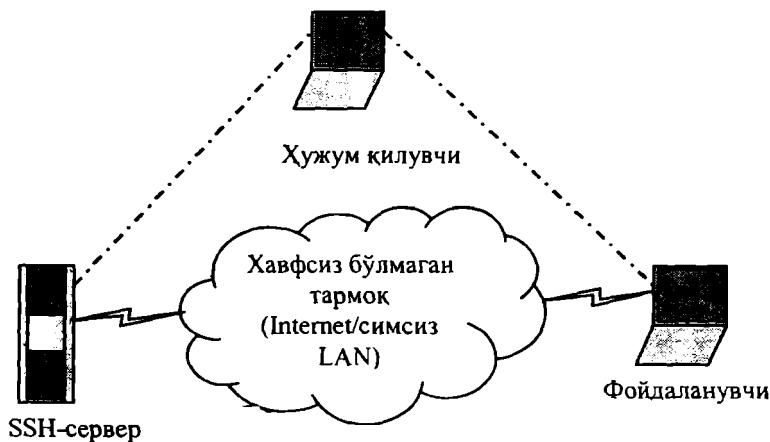 Ҳужум қилувчи
Хавфсиз бўлмаган
тармоқ
(Internet/симсиз
LAN)
Фойдаланувчи
SSH-сервер